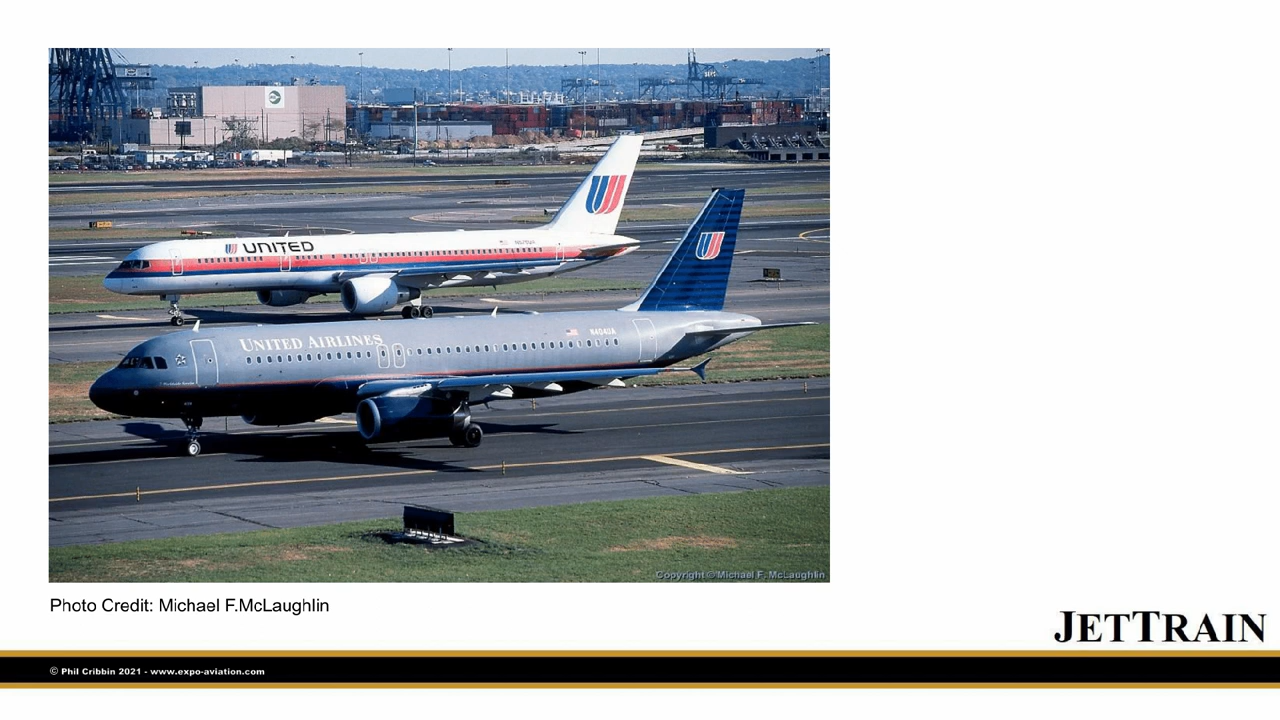 UNITED
UNITED AIRLINES
N404UA
Copyright © Michael F. McLaughlin
Photo Credit: Michael F.McLaughlin
JETTRAIN
© Phil Cribbin 2021 - www.expo-aviation.com